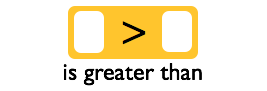 >
is greater than